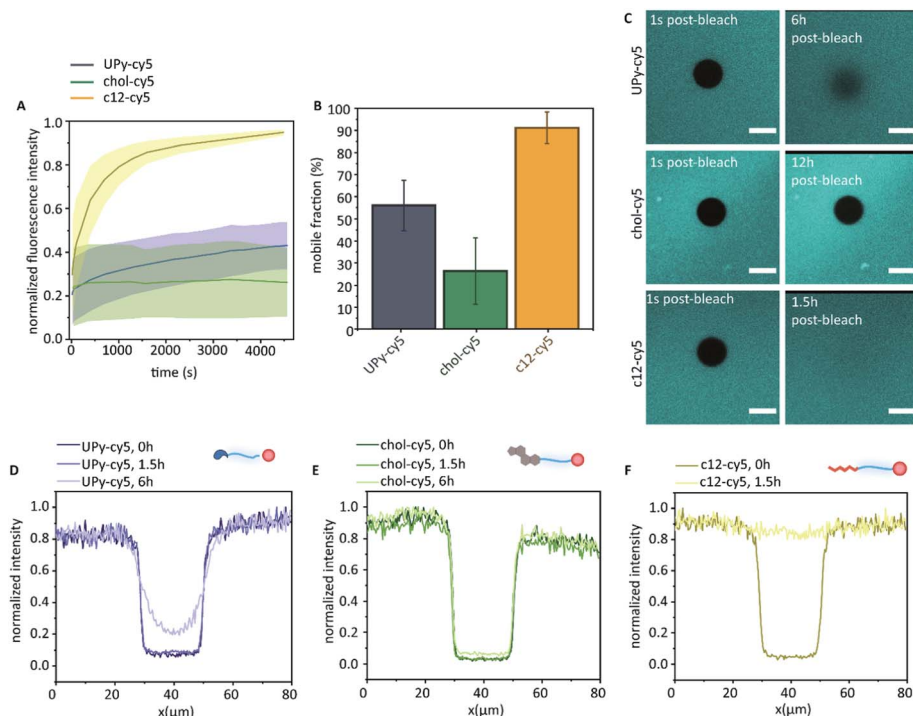 UPy-cy5
chol-cy5
c12-cy5
A
normalized fluorescence intensity
1.0
0.8
0.6
0.4
0.2
0.0
0
1000
2000
3000
4000
time (s)
B
mobile fraction (%)
100
90
80
70
60
50
40
30
20
10
0
UPy-cy5
chol-cy5
c12-cy5
C
UPy-cy5
1s post-bleach
6h
post-bleach
chol-cy5
1s post-bleach
12h
post-bleach
c12-cy5
1s post-bleach
1.5h
post-bleach
D
UPy-cy5, 0h
UPy-cy5, 1.5h
UPy-cy5, 6h
normalized intensity
1.0
0.8
0.6
0.4
0.2
0.0
0
20
40
60
80
x(μm)
E
chol-cy5, 0h
chol-cy5, 1.5h
chol-cy5, 6h
normalized intensity
1.0
0.8
0.6
0.4
0.2
0.0
0
20
40
60
80
x(μm)
F
c12-cy5, 0h
c12-cy5, 1.5h
normalized intensity
1.0
0.8
0.6
0.4
0.2
0.0
0
20
40
60
80
x(μm)